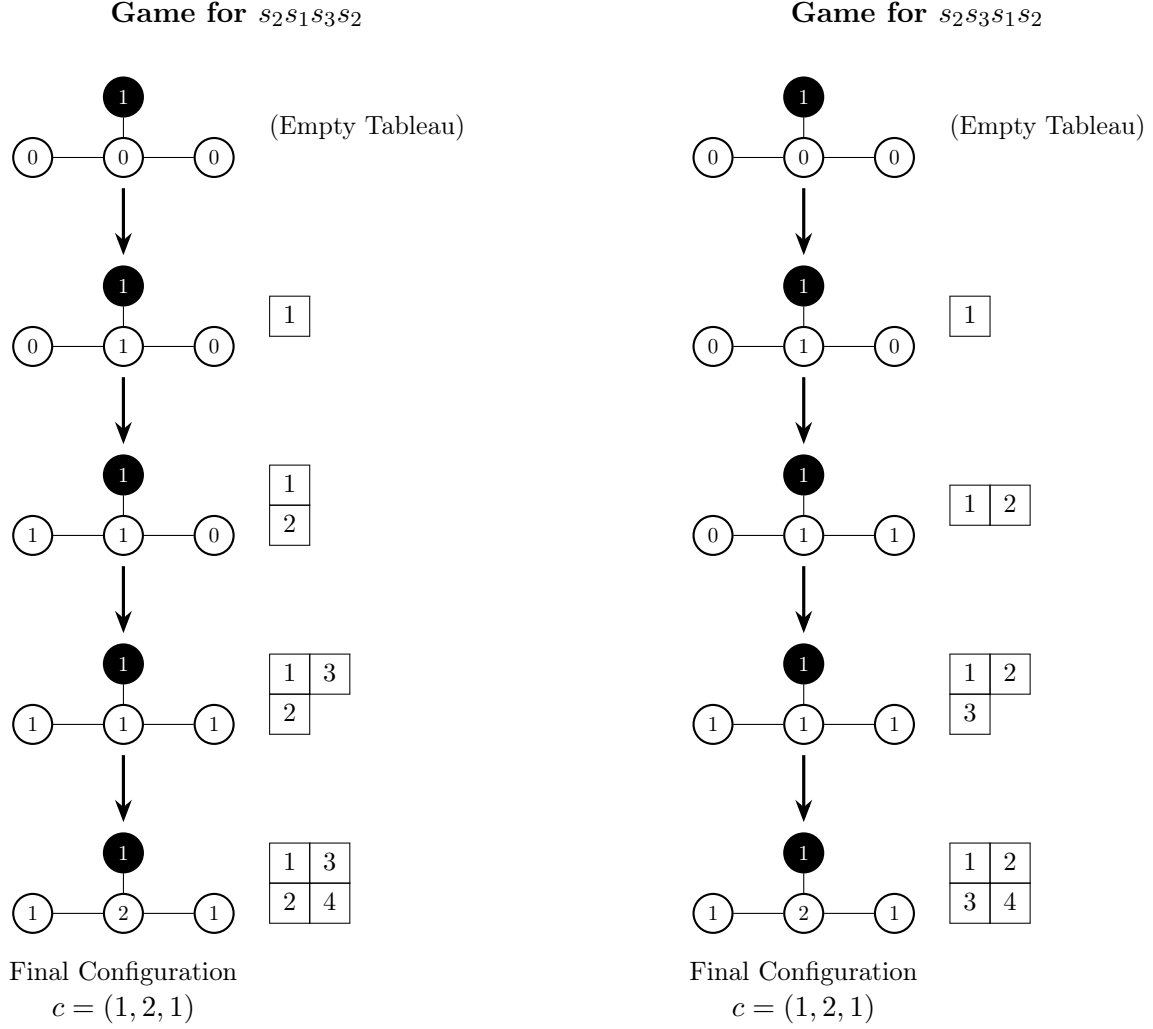 Game for s₂s₁s₃s₂
1
(Empty Tableau)
0 0 0
1
1
0 1 0
1
1
2
1 1 0
1
1 3
2
1 1 1
1
1 3
2 4
1 2 1
Final Configuration
c = (1, 2, 1)
Game for s₂s₃s₁s₂
1
(Empty Tableau)
0 0 0
1
1
0 1 0
1
1 2
0 1 1
1
1 2
3
1 1 1
1
1 2
3 4
1 2 1
Final Configuration
c = (1, 2, 1)